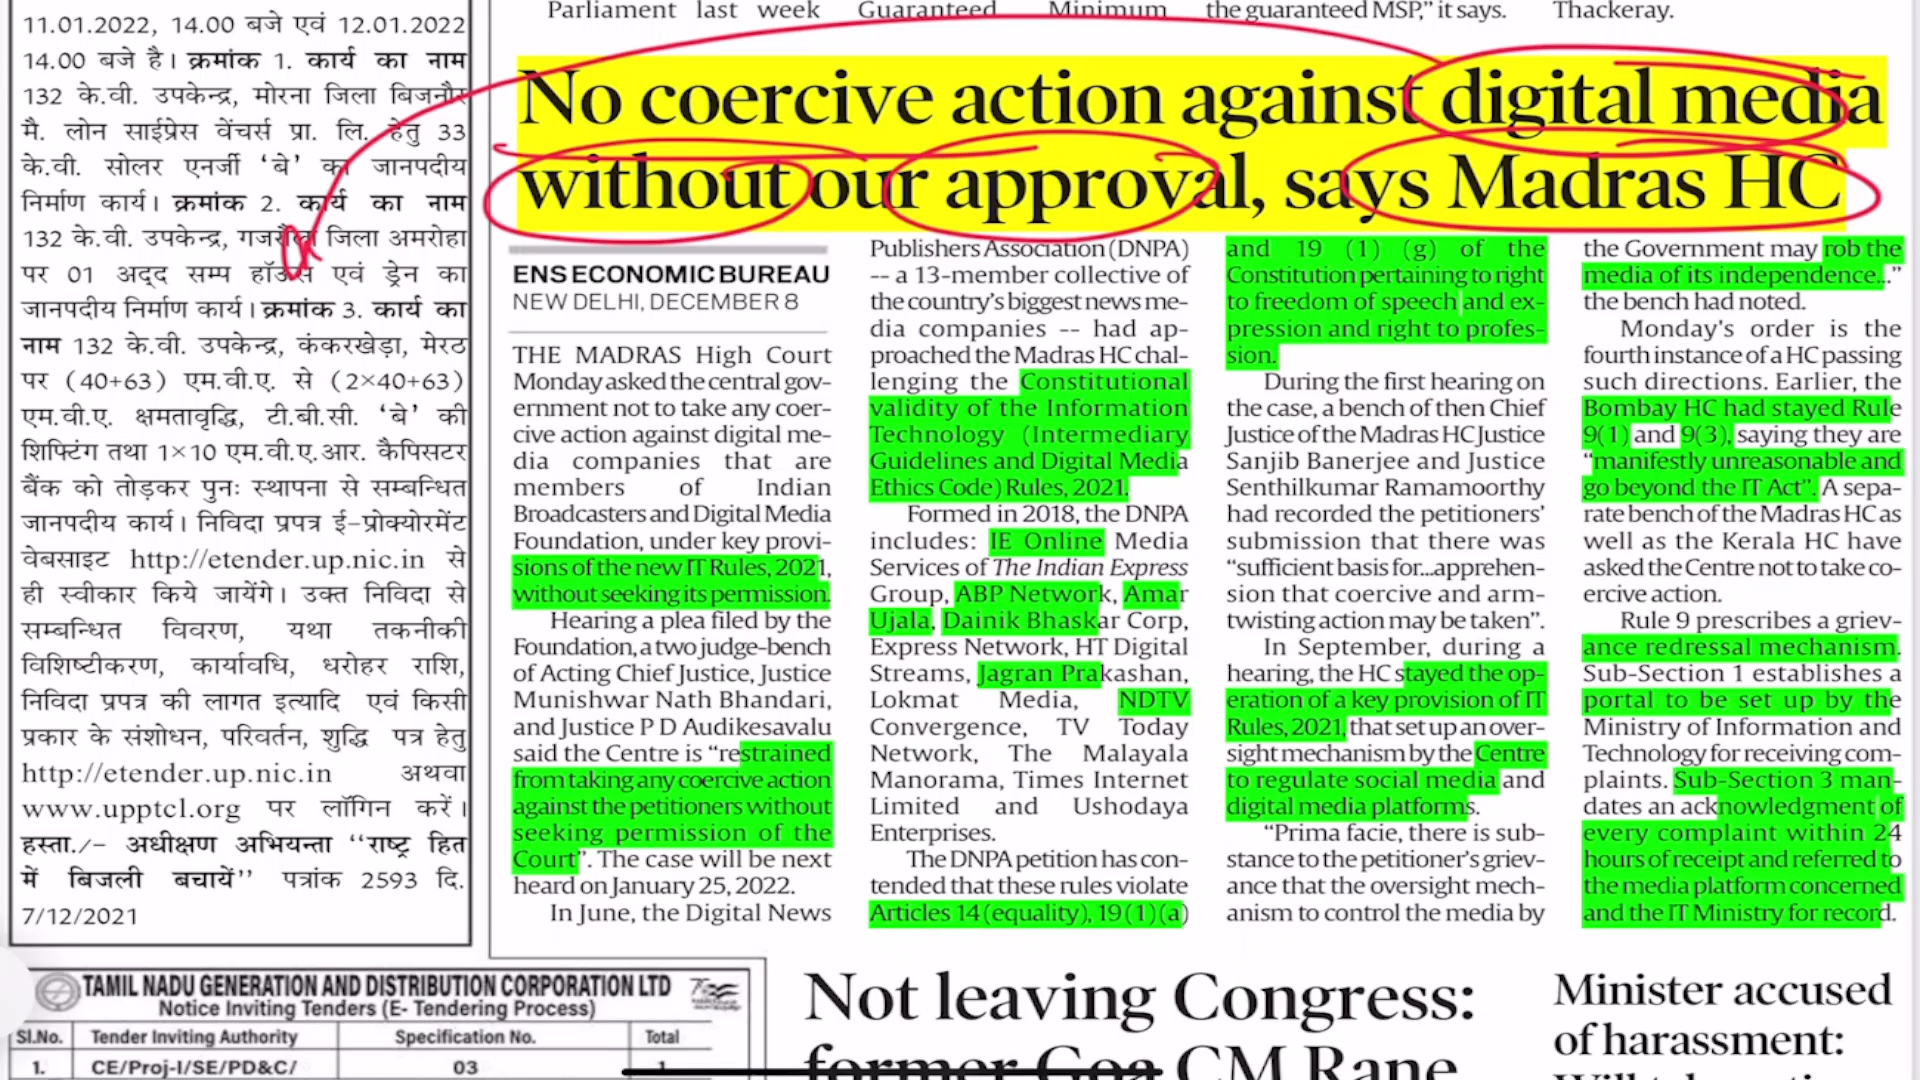 11.01.2022, 14.00 बजे एवं 12.01.2022
14.00 बजे है। क्रमांक 1. कार्य का नाम
132 के.वी. उपकेन्द्र, मोरना जिला बिजनौर
मै. लोन साईप्रेस वेंचर्स प्रा. लि. हेतु 33
के.वी. सोलर एनर्जी ‘बे’ का जानपदीय
निर्माण कार्य। क्रमांक 2. कार्य का नाम
132 के.वी. उपकेन्द्र, गजरौला जिला अमरोहा
पर 01 अद्द सम्प हॉउस एवं ड्रेन का
जानपदीय निर्माण कार्य। क्रमांक 3. कार्य का
नाम 132 के.वी. उपकेन्द्र, कंकरखेड़ा, मेरठ
पर (40+63) एम.वी.ए. से (2×40+63)
एम.वी.ए. क्षमतावृद्धि, टी.बी.सी. ‘बे’ की
शिफ्टिंग तथा 1×10 एम.वी.ए.आर. कैपिसटर
बैंक को तोड़कर पुनः स्थापना से सम्बन्धित
जानपदीय कार्य। निविदा प्रपत्र ई-प्रोक्योरमेंट
वेबसाइट http://etender.up.nic.in से
ही स्वीकार किये जायेंगे। उक्त निविदा से
सम्बन्धित विवरण, यथा तकनीकी
विशिष्टीकरण, कार्यावधि, धरोहर राशि,
निविदा प्रपत्र की लागत इत्यादि एवं किसी
प्रकार के संशोधन, परिवर्तन, शुद्धि पत्र हेतु
http://etender.up.nic.in अथवा
www.upptcl.org पर लॉगिन करें।
हस्ता./- अधीक्षण अभियन्ता ‘‘राष्ट्र हित
में बिजली बचायें’’ पत्रांक 2593 दि.
7/12/2021
TAMIL NADU GENERATION AND DISTRIBUTION CORPORATION LTD
Notice Inviting Tenders (E- Tendering Process)
Sl.No. Tender Inviting Authority Specification No. Total
1. CE/Proj-I/SE/PD&C/ 03 1
Parliament last week
Guaranteed Minimum
the guaranteed MSP,” it says.
Thackeray.
No coercive action against digital media
without our approval, says Madras HC
ENS ECONOMIC BUREAU
NEW DELHI, DECEMBER 8
THE MADRAS High Court
Monday asked the central gov-
ernment not to take any coer-
cive action against digital me-
dia companies that are
members of Indian
Broadcasters and Digital Media
Foundation, under key provi-
sions of the new IT Rules, 2021,
without seeking its permission.
Hearing a plea filed by the
Foundation, a two judge-bench
of Acting Chief Justice, Justice
Munishwar Nath Bhandari,
and Justice P D Audikesavalu
said the Centre is “restrained
from taking any coercive action
against the petitioners without
seeking permission of the
Court”. The case will be next
heard on January 25, 2022.
In June, the Digital News
Publishers Association (DNPA)
-- a 13-member collective of
the country’s biggest news me-
dia companies -- had ap-
proached the Madras HC chal-
lenging the Constitutional
validity of the Information
Technology (Intermediary
Guidelines and Digital Media
Ethics Code) Rules, 2021.
Formed in 2018, the DNPA
includes: IE Online Media
Services of The Indian Express
Group, ABP Network, Amar
Ujala, Dainik Bhaskar Corp,
Express Network, HT Digital
Streams, Jagran Prakashan,
Lokmat Media, NDTV
Convergence, TV Today
Network, The Malayala
Manorama, Times Internet
Limited and Ushodaya
Enterprises.
The DNPA petition has con-
tended that these rules violate
Articles 14 (equality), 19 (1) (a)
and 19 (1) (g) of the
Constitution pertaining to right
to freedom of speech and ex-
pression and right to profes-
sion.
During the first hearing on
the case, a bench of then Chief
Justice of the Madras HC Justice
Sanjib Banerjee and Justice
Senthilkumar Ramamoorthy
had recorded the petitioners’
submission that there was
“sufficient basis for...apprehen-
sion that coercive and arm-
twisting action may be taken”.
In September, during a
hearing, the HC stayed the op-
eration of a key provision of IT
Rules, 2021, that set up an over-
sight mechanism by the Centre
to regulate social media and
digital media platforms.
“Prima facie, there is sub-
stance to the petitioner’s griev-
ance that the oversight mech-
anism to control the media by
the Government may rob the
media of its independence...”
the bench had noted.
Monday's order is the
fourth instance of a HC passing
such directions. Earlier, the
Bombay HC had stayed Rule
9(1) and 9(3), saying they are
“manifestly unreasonable and
go beyond the IT Act”. A sepa-
rate bench of the Madras HC as
well as the Kerala HC have
asked the Centre not to take co-
ercive action.
Rule 9 prescribes a griev-
ance redressal mechanism.
Sub-Section 1 establishes a
portal to be set up by the
Ministry of Information and
Technology for receiving com-
plaints. Sub-Section 3 man-
dates an acknowledgment of
every complaint within 24
hours of receipt and referred to
the media platform concerned
and the IT Ministry for record.
Not leaving Congress:
former Goa CM Rane
Minister accused
of harassment: